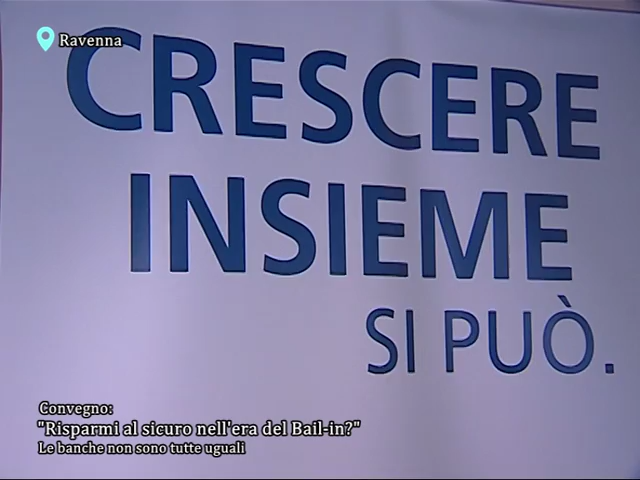 Ravenna
CRESCERE
INSIEME
SI PUÒ.
Convegno:
"Risparmi al sicuro nell'era del Bail-in?"
Le banche non sono tutte uguali